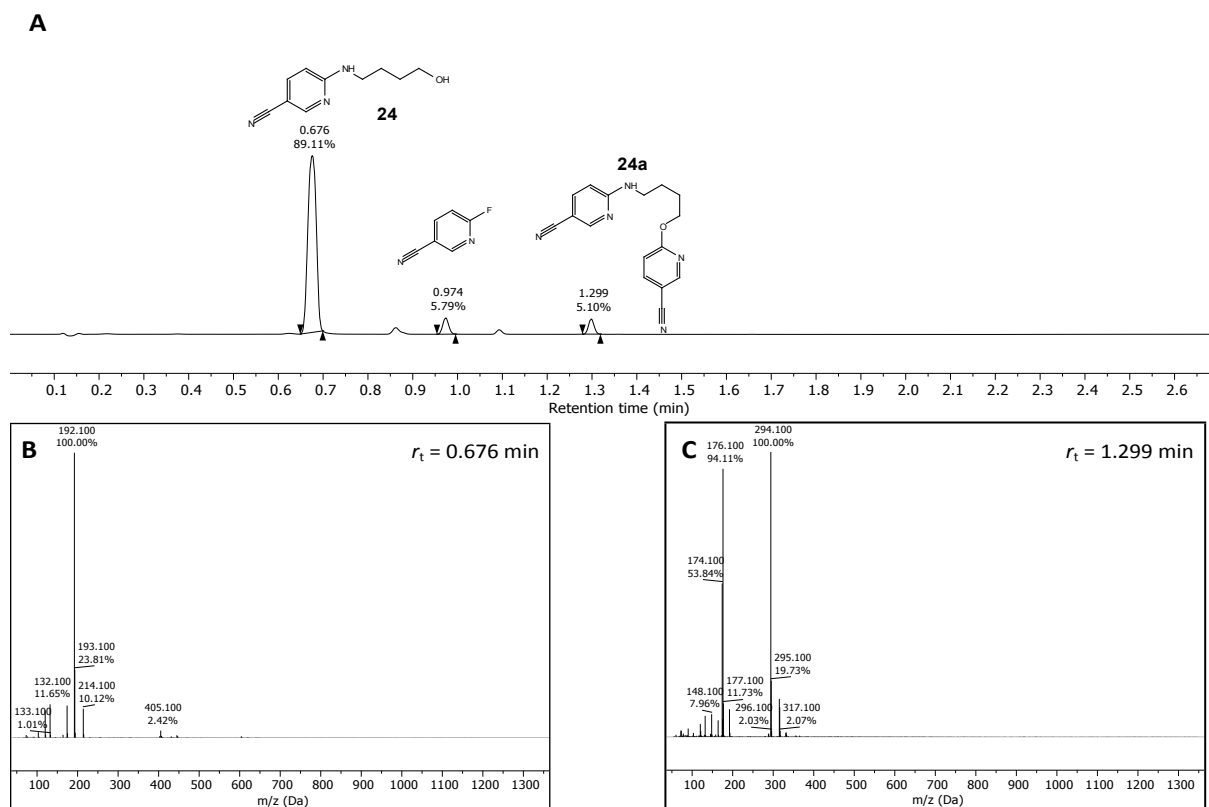 A
NH
OH
N
N
24
0.676
89.11%
24a
F
N
N
NH
N
N
O
N
N
0.974
5.79%
1.299
5.10%
0.1 0.2 0.3 0.4 0.5 0.6 0.7 0.8 0.9 1.0 1.1 1.2 1.3 1.4 1.5 1.6 1.7 1.8 1.9 2.0 2.1 2.2 2.3 2.4 2.5 2.6
Retention time (min)
B
192.100
100.00%
rt = 0.676 min
193.100
23.81%
132.100
11.65%
214.100
10.12%
133.100
1.01%
405.100
2.42%
100 200 300 400 500 600 700 800 900 1000 1100 1200 1300
m/z (Da)
C
176.100
94.11%
294.100
100.00%
rt = 1.299 min
174.100
53.84%
295.100
19.73%
177.100
11.73%
148.100
7.96%
296.100
2.03%
317.100
2.07%
100 200 300 400 500 600 700 800 900 1000 1100 1200 1300
m/z (Da)